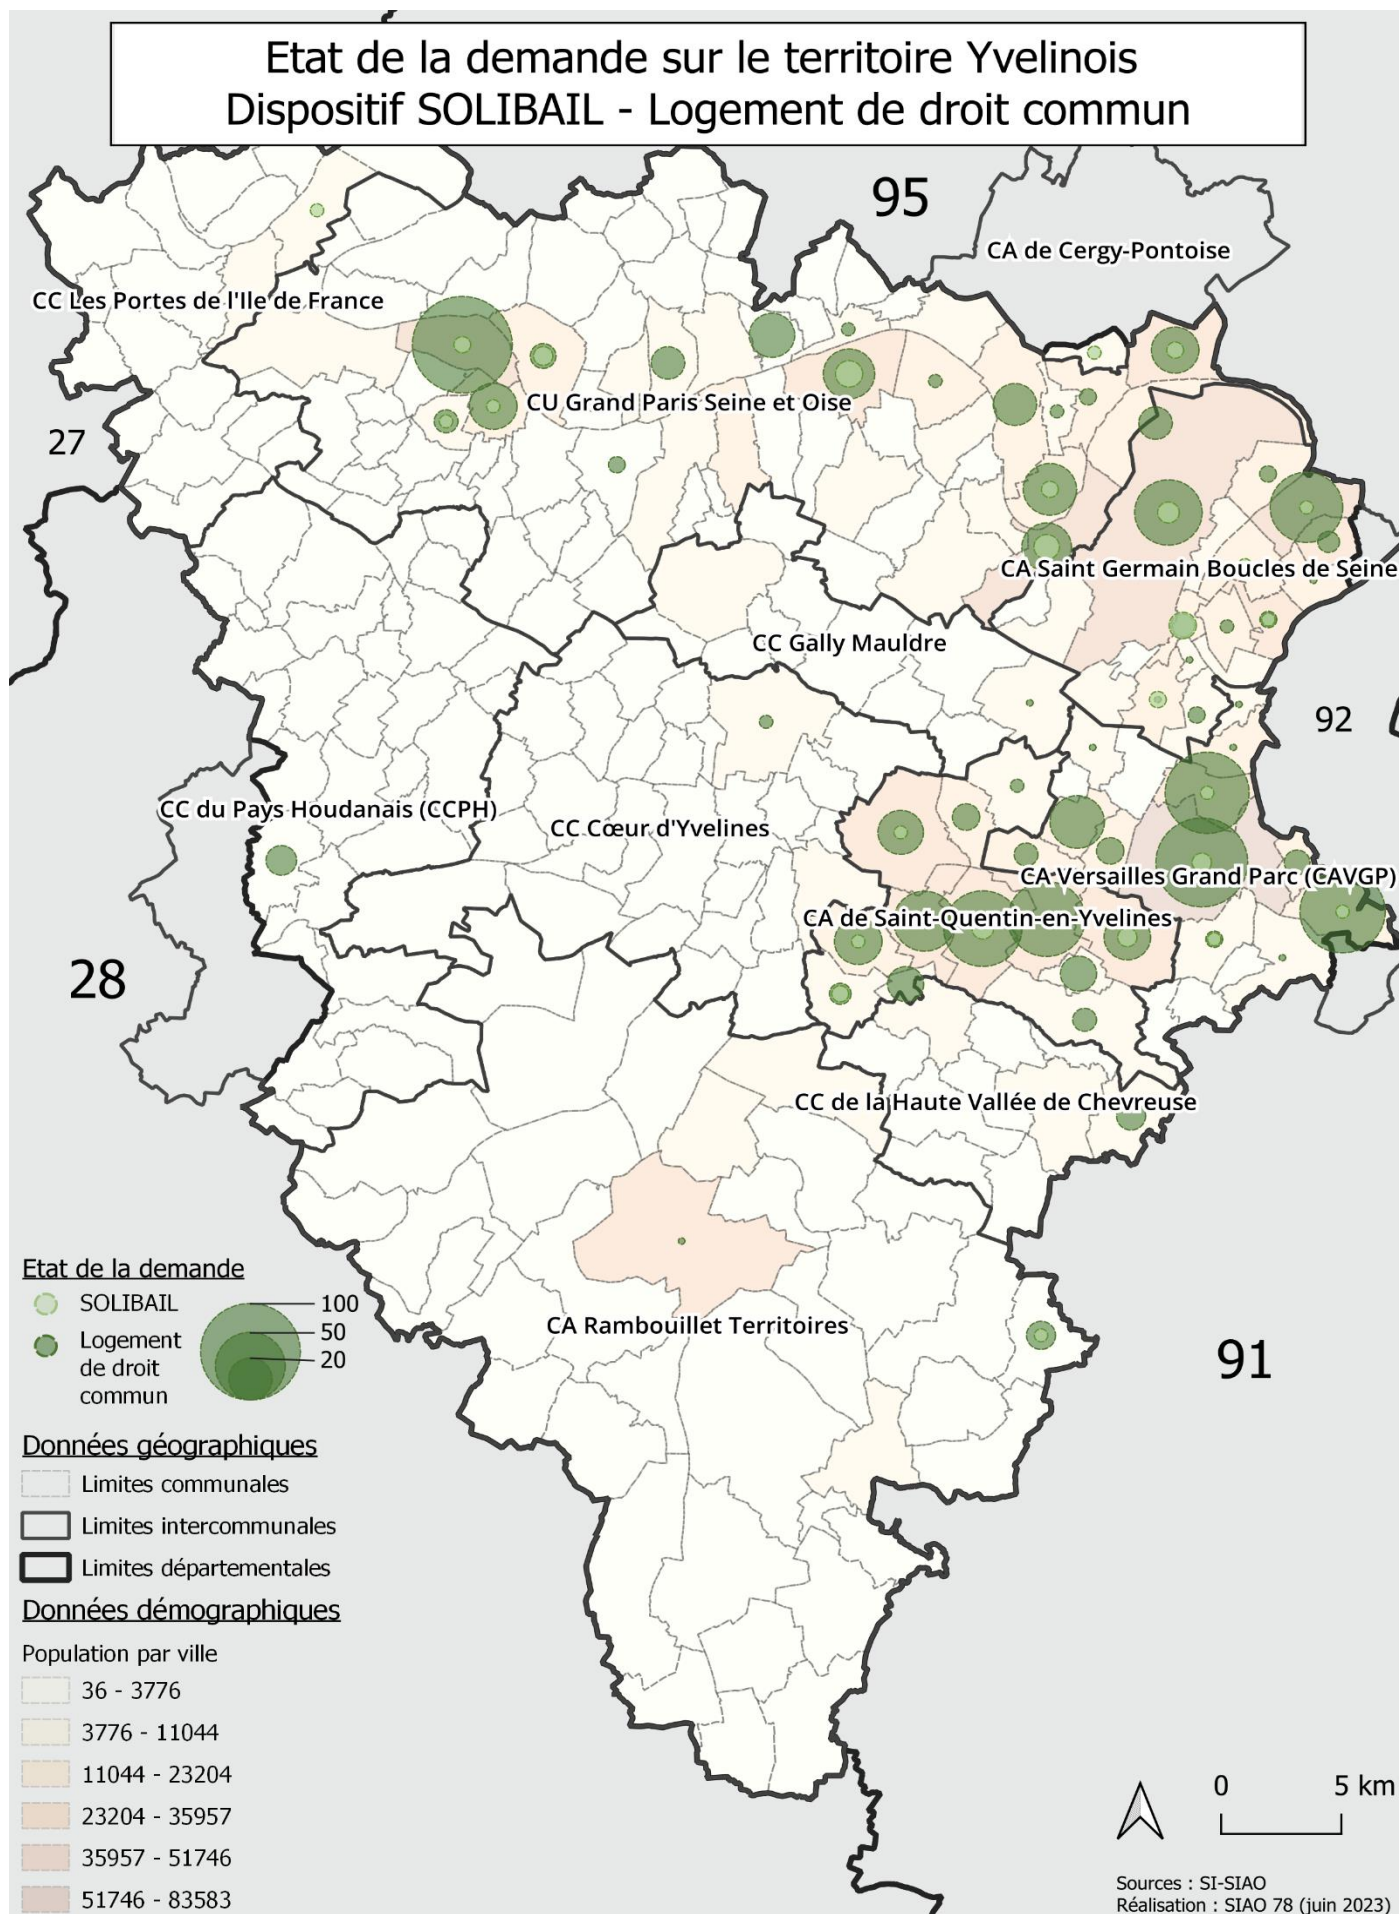 Etat de la demande sur le territoire Yvelinois
Dispositif SOLIBAIL - Logement de droit commun
95
CA de Cergy-Pontoise
CC Les Portes de l'Ile de France
CU Grand Paris Seine et Oise
27
CA Saint Germain Boucles de Seine
CC Gally Mauldre
92
CC du Pays Houdanais (CCPH)
CC Cœur d'Yvelines
CA Versailles Grand Parc (CAVGP)
CA de Saint-Quentin-en-Yvelines
28
CC de la Haute Vallée de Chevreuse
CA Rambouillet Territoires
91
Etat de la demande
SOLIBAIL
Logement
de droit
commun
100
50
20
Données géographiques
Limites communales
Limites intercommunales
Limites départementales
Données démographiques
Population par ville
36 - 3776
3776 - 11044
11044 - 23204
23204 - 35957
35957 - 51746
51746 - 83583
0 5 km
Sources : SI-SIAO
Réalisation : SIAO 78 (juin 2023)